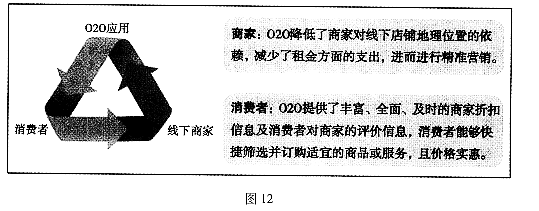 O2O应用
消费者
线下商家
商家：O2O降低了商家对线下店铺地理位置的依
赖，减少了租金方面的支出，进而进行精准营销。
消费者：O2O提供了丰富、全面、及时的商家折扣
信息及消费者对商家的评价信息，消费者能够快
捷筛选并订购适宜的商品或服务，且价格实惠。
图12